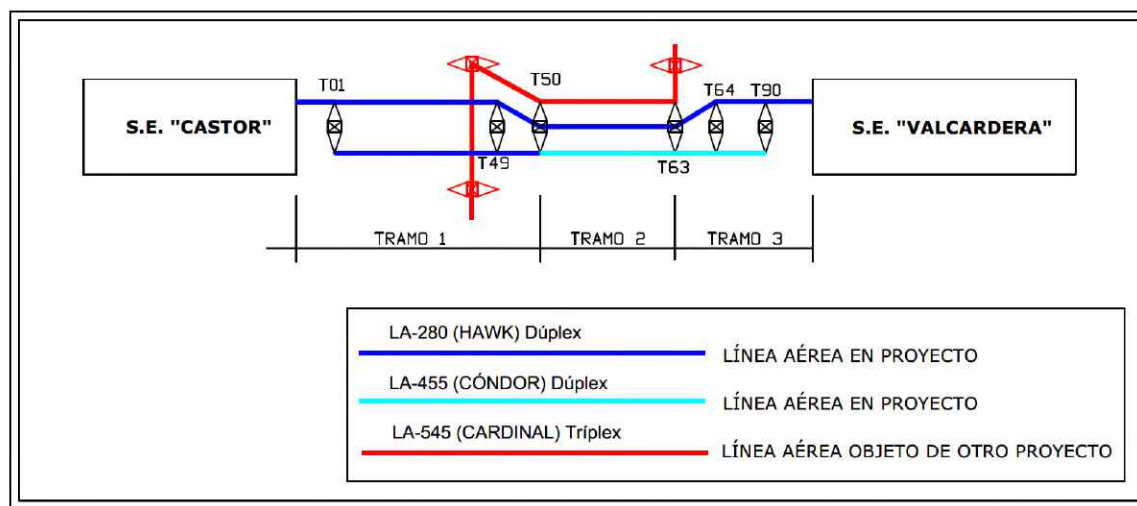 T01
T50
T64
T90
S.E. "CASTOR"
S.E. "VALCARDERA"
T49
T63
TRAMO 1
TRAMO 2
TRAMO 3
LA-280 (HAWK) Dúplex
LÍNEA AÉREA EN PROYECTO
LA-455 (CÓNDOR) Dúplex
LÍNEA AÉREA EN PROYECTO
LA-545 (CARDINAL) Tríplex
LÍNEA AÉREA OBJETO DE OTRO PROYECTO